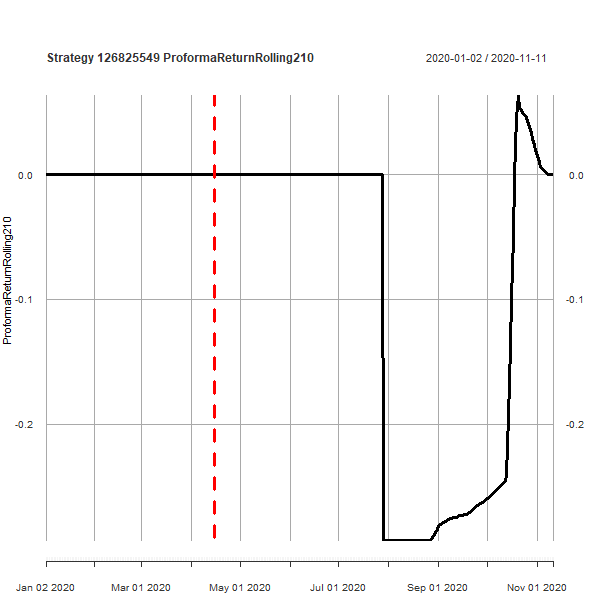 Strategy 126825549 ProformaReturnRolling210
2020-01-02 / 2020-11-11
ProformaReturnRolling210
0.0
0.0
-0.1
-0.1
-0.2
-0.2
Jan 02 2020
Mar 01 2020
May 01 2020
Jul 01 2020
Sep 01 2020
Nov 01 2020